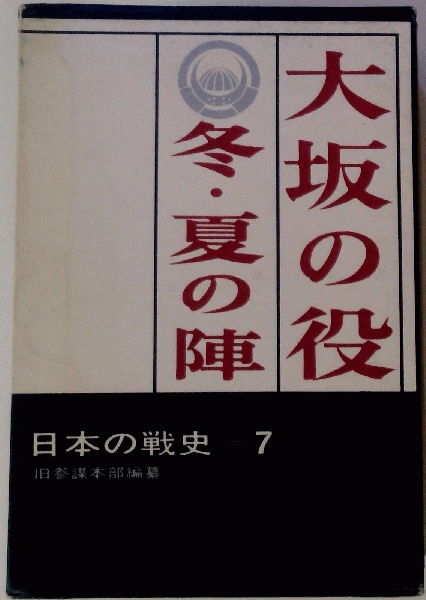 大坂の役
冬・夏の陣
日本の戦史―7
旧参謀本部編纂